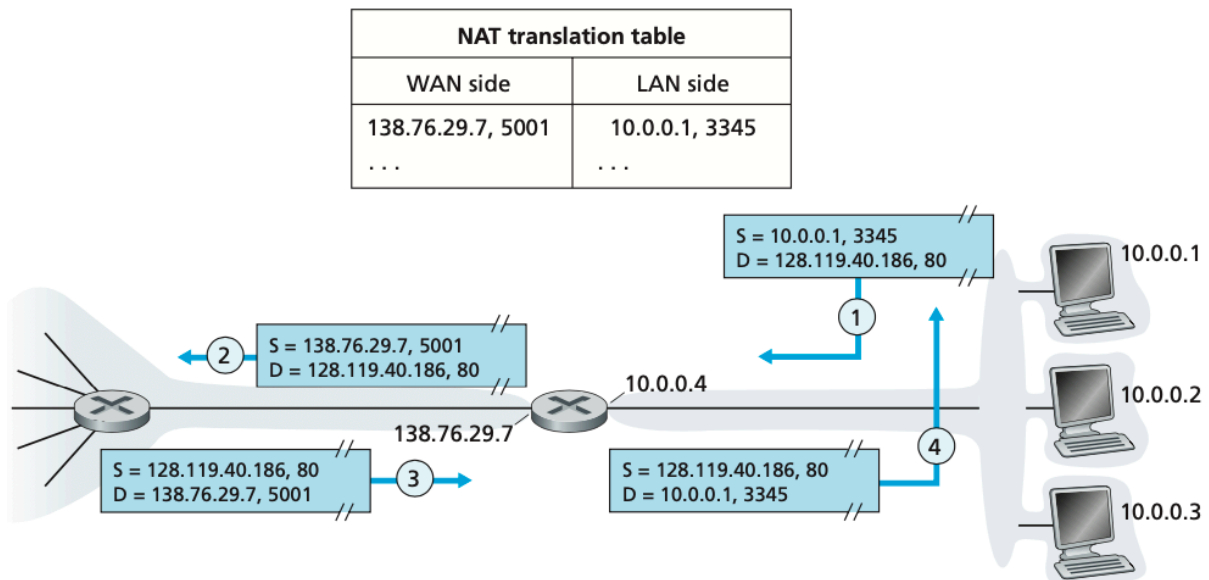 NAT translation table
WAN side
LAN side
138.76.29.7, 5001
10.0.0.1, 3345
. . .
. . .
S = 10.0.0.1, 3345
D = 128.119.40.186, 80
10.0.0.1
1
S = 138.76.29.7, 5001
D = 128.119.40.186, 80
2
10.0.0.4
10.0.0.2
138.76.29.7
4
S = 128.119.40.186, 80
D = 138.76.29.7, 5001
3
S = 128.119.40.186, 80
D = 10.0.0.1, 3345
10.0.0.3